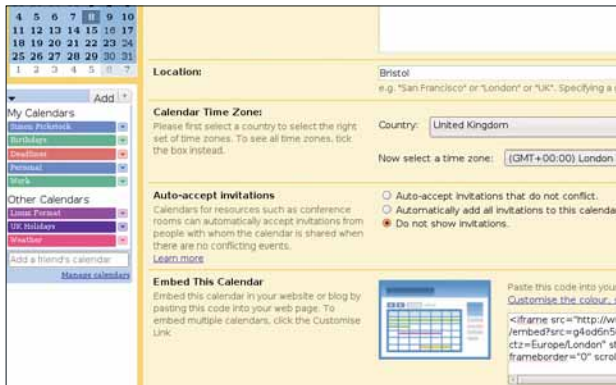 4 5 6 7 8 9 10
11 12 13 14 15 16 17
18 19 20 21 22 23 24
25 26 27 28 29 30 31
1 2 3 4 5 6 7
Add
My Calendars
Simon Pickstock
Birthdays
Deadlines
Personal
Work
Other Calendars
Linux Format
UK Holidays
Weather
Add a friend's calendar
Manage calendars
Location:
Bristol
e.g. "San Francisco" or "London" or "UK". Specifying a
Calendar Time Zone:
Please first select a country to select the right
set of time zones. To see all time zones, tick
the box instead.
Country: United Kingdom
Now select a time zone: (GMT+00:00) London
Auto-accept invitations
Calendars for resources such as conference
rooms can automatically accept invitations from
people with whom the calendar is shared when
there are no conflicting events.
Learn more
Auto-accept invitations that do not conflict.
Automatically add all invitations to this calenda
Do not show invitations.
Embed This Calendar
Embed this calendar in your website or blog by
pasting this code into your web page. To
embed multiple calendars, click the Customise
Link
Paste this code into your
Customise the colour,
<iframe src="http://w
/embed?src=g4od6n5
ctz=Europe/London" st
frameborder="0" scrol